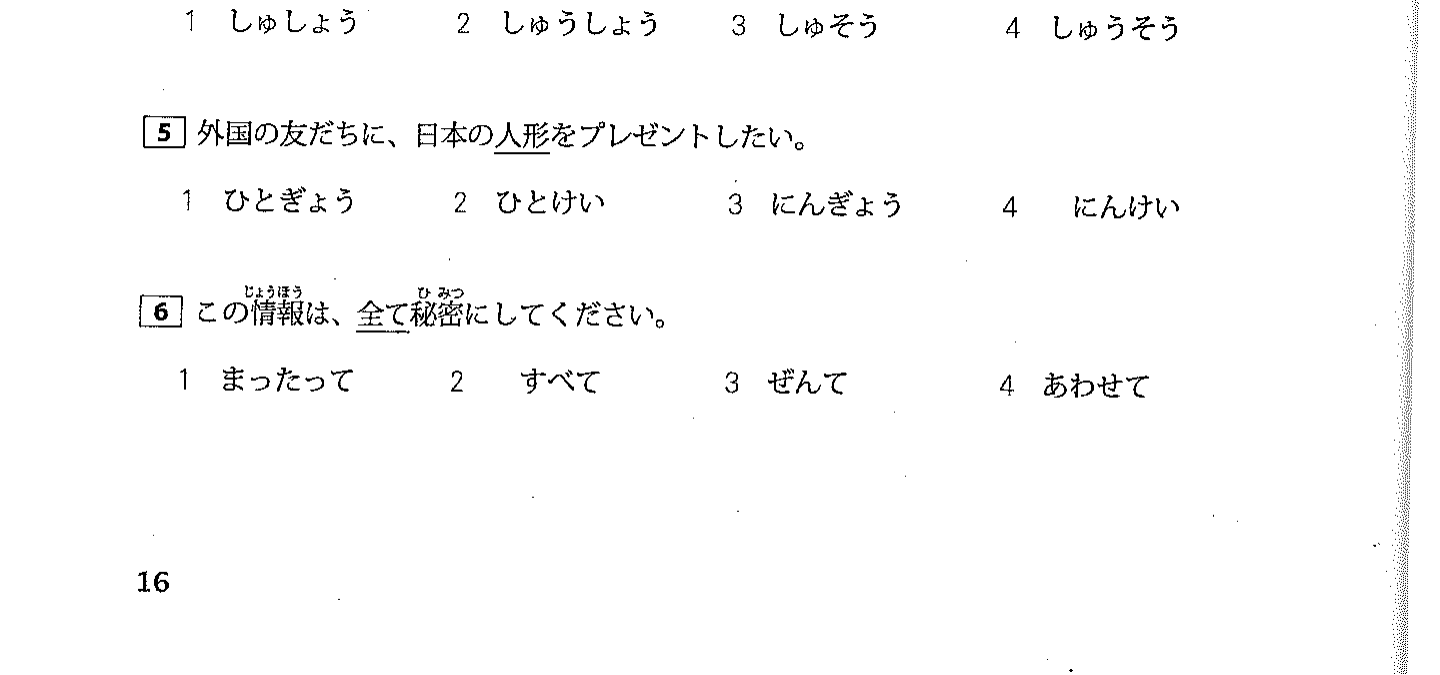 1 しゅしょう 2 しゅうしょう 3 しゅそう 4 しゅうそう
5 外国の友だちに、日本の人形をプレゼントしたい。
1 ひとぎょう 2 ひとけい 3 にんぎょう 4 にんけい
じょうほう ひ みつ
6 この情報は、全て秘密にしてください。
1 まったって 2 すべて 3 ぜんて 4 あわせて
16